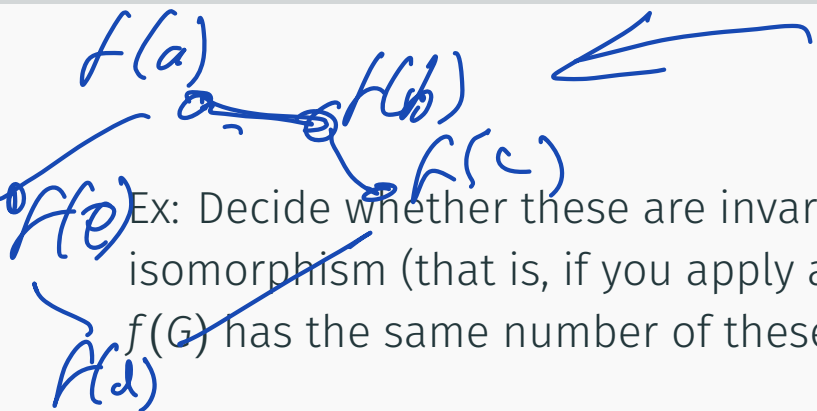 f(a)
f(b)
f(c)
f(e)
Ex: Decide whether these are invar
isomorphism (that is, if you apply a
f(G) has the same number of these
f(d)